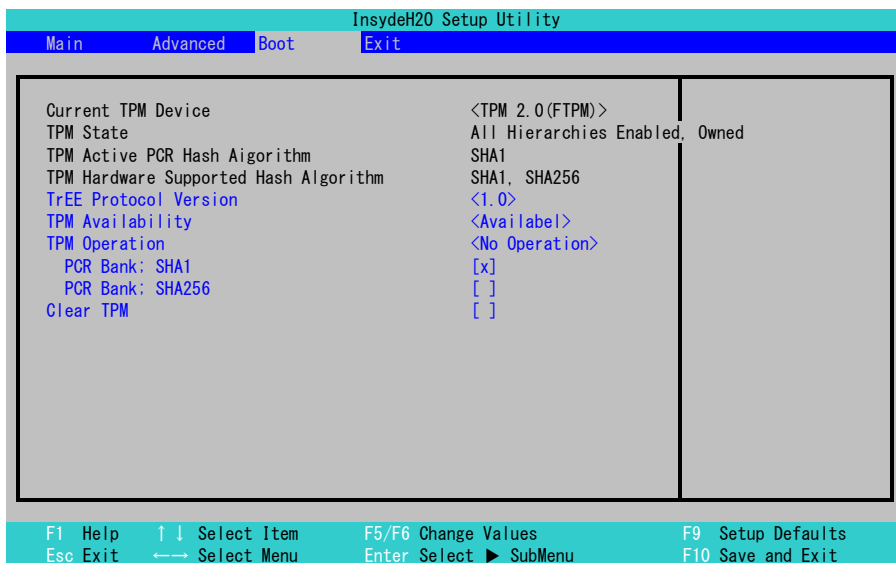 InsydeH2O Setup Utility
Main Advanced Boot Exit
Current TPM Device <TPM 2.0(FTPM)>
TPM State All Hierarchies Enabled, Owned
TPM Active PCR Hash Aigorithm SHA1
TPM Hardware Supported Hash Algorithm SHA1, SHA256
TrEE Protocol Version <1.0>
TPM Availability <Availabel>
TPM Operation <No Operation>
PCR Bank; SHA1 [x]
PCR Bank; SHA256 [ ]
Clear TPM [ ]
F1 Help ↑↓ Select Item F5/F6 Change Values F9 Setup Defaults
Esc Exit ←→ Select Menu Enter Select ▶ SubMenu F10 Save and Exit